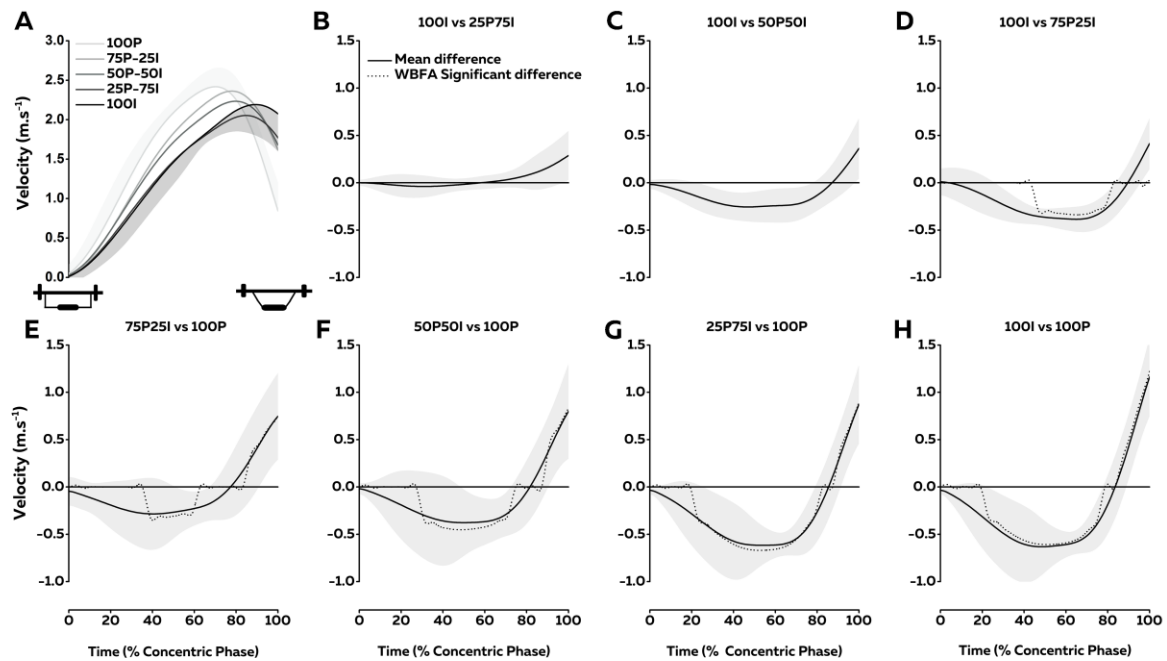 A
3.0
2.5
2.0
1.5
1.0
0.5
0.0
Velocity (m.s⁻¹)
100P
75P-25I
50P-50I
25P-75I
100I
B
100I vs 25P75I
1.5
1.0
0.5
0.0
−0.5
−1.0
Mean difference
WBFA Significant difference
C
100I vs 50P50I
1.5
1.0
0.5
0.0
−0.5
−1.0
D
100I vs 75P25I
1.5
1.0
0.5
0.0
−0.5
−1.0
E
75P25I vs 100P
1.5
1.0
0.5
0.0
−0.5
−1.0
Velocity (m.s⁻¹)
0 20 40 60 80 100
Time (% Concentric Phase)
F
50P50I vs 100P
1.5
1.0
0.5
0.0
−0.5
−1.0
0 20 40 60 80 100
Time (% Concentric Phase)
G
25P75I vs 100P
1.5
1.0
0.5
0.0
−0.5
−1.0
0 20 40 60 80 100
Time (% Concentric Phase)
H
100I vs 100P
1.5
1.0
0.5
0.0
−0.5
−1.0
0 20 40 60 80 100
Time (% Concentric Phase)